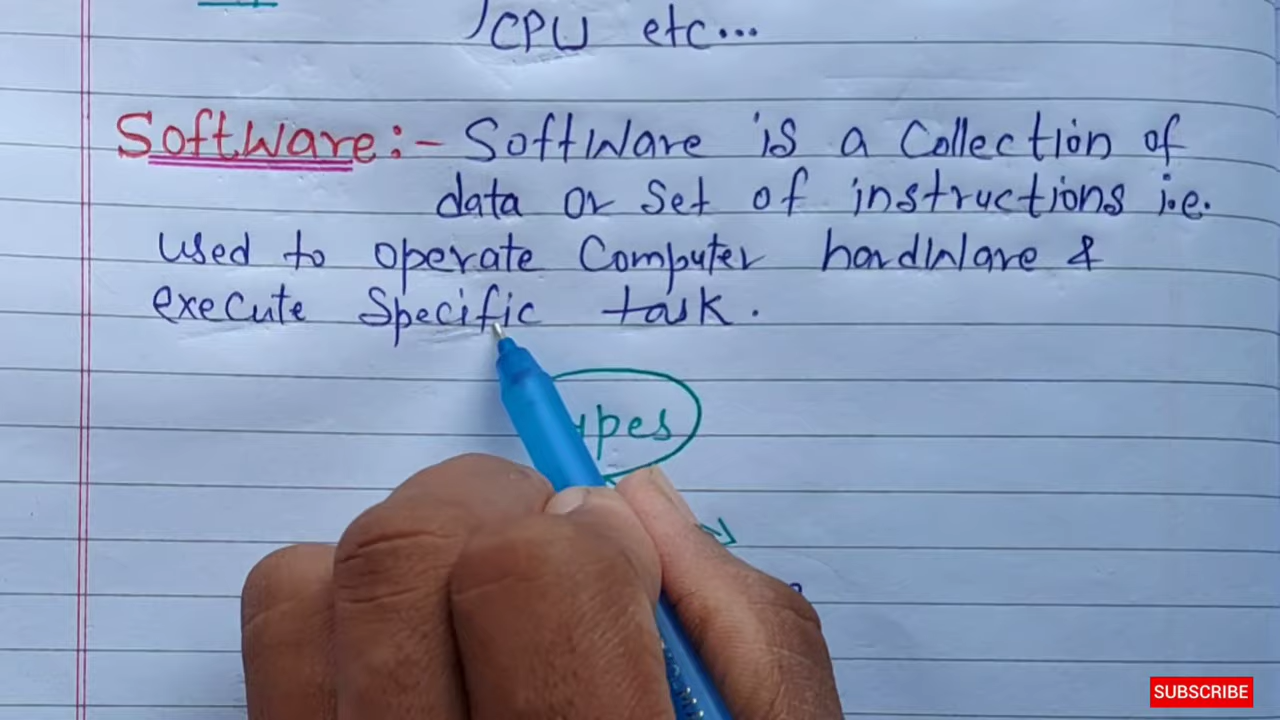 CPU etc...
Software:- Software is a Collection of
data or Set of instructions i.e.
used to operate Computer hardware &
execute Specific task.
ypes
SUBSCRIBE